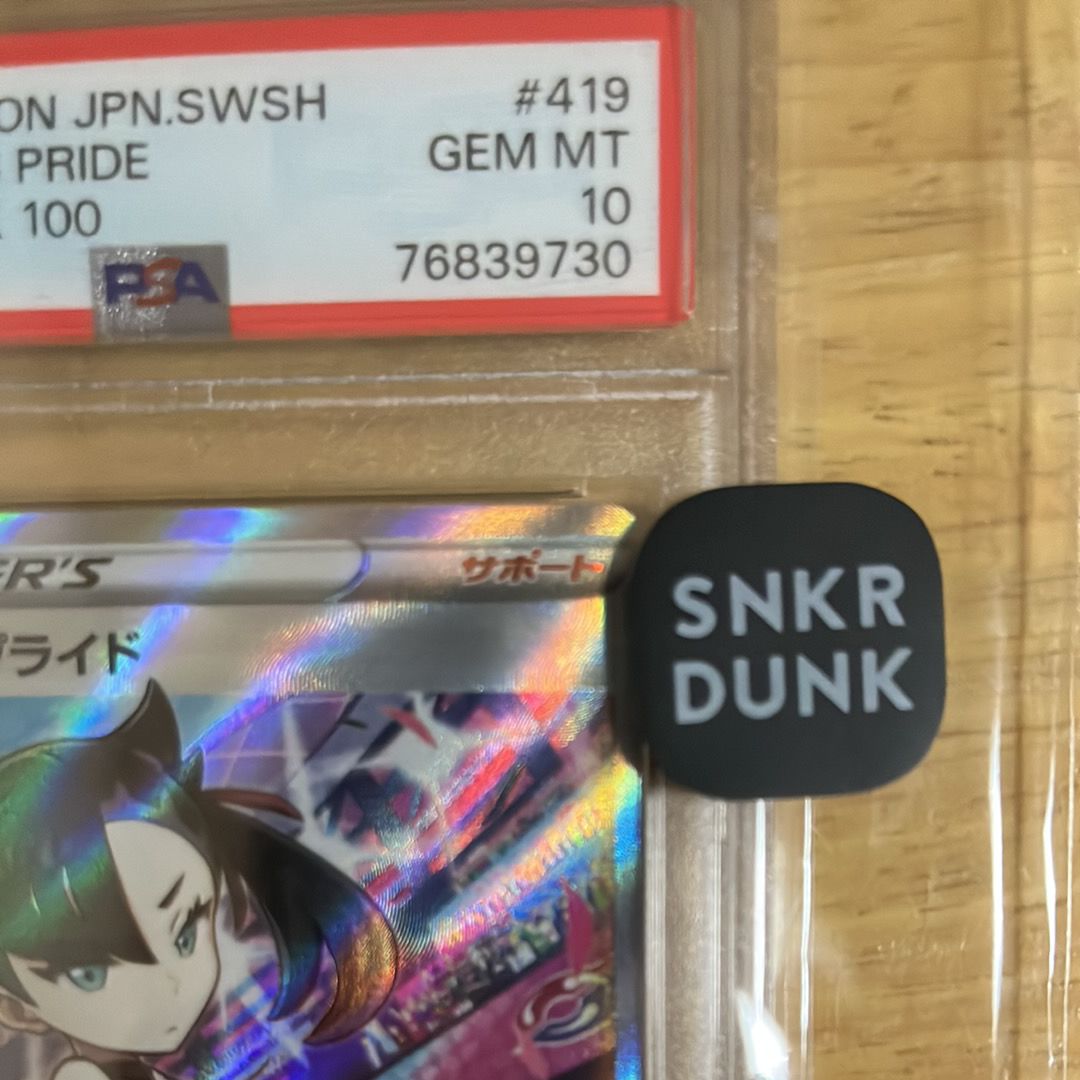 ON JPN.SWSH #419
PRIDE GEM MT
100 10
76839730
PSA
ER'S サポート
プライド
SNKR
DUNK